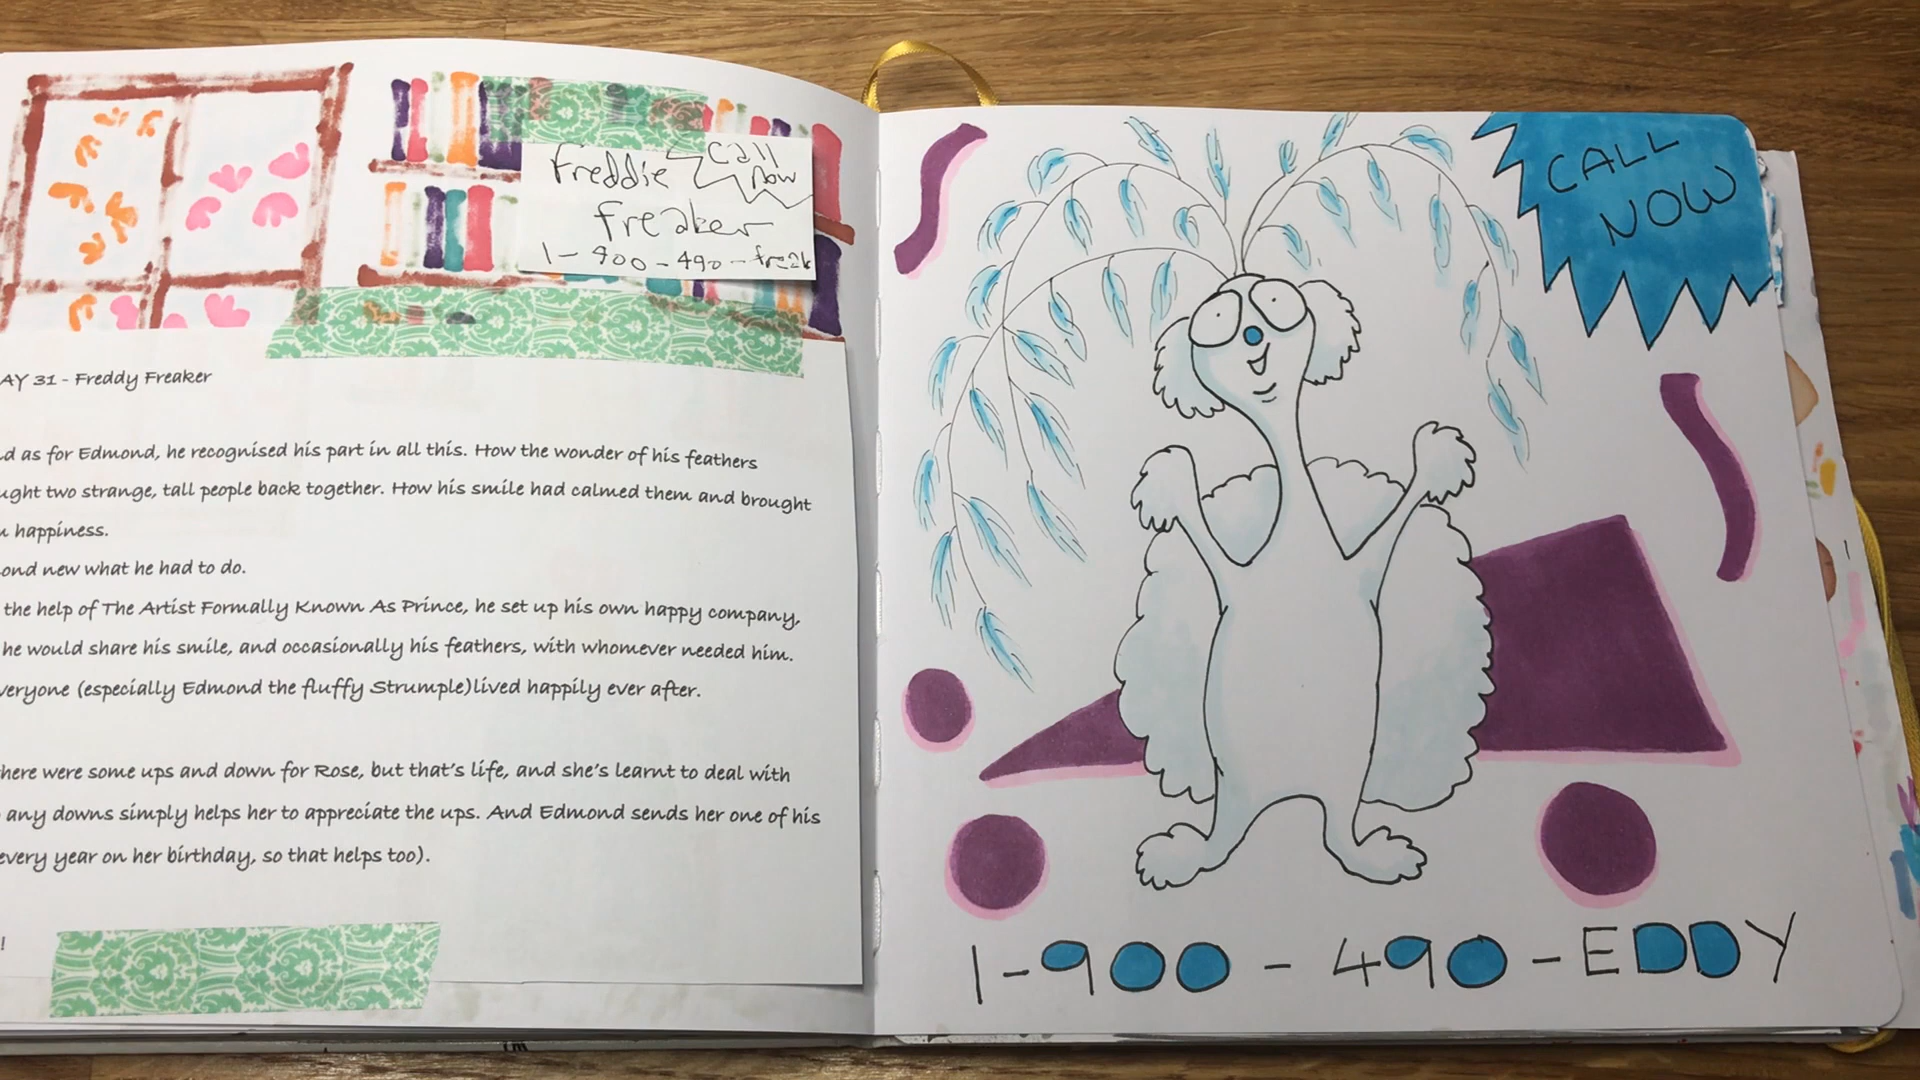 Freddie
call
now
freaker
1-900-490-freak
AY 31 - Freddy Freaker
d as for Edmond, he recognised his part in all this. How the wonder of his feathers
ught two strange, tall people back together. How his smile had calmed them and brought
happiness.
ond new what he had to do.
the help of The Artist Formally Known As Prince, he set up his own happy company,
he would share his smile, and occasionally his feathers, with whomever needed him.
veryone (especially Edmond the fluffy Strumple)lived happily ever after.
here were some ups and down for Rose, but that's life, and she's learnt to deal with
any downs simply helps her to appreciate the ups. And Edmond sends her one of his
every year on her birthday, so that helps too).
!
CALL
NOW
1-900-490-EDDY